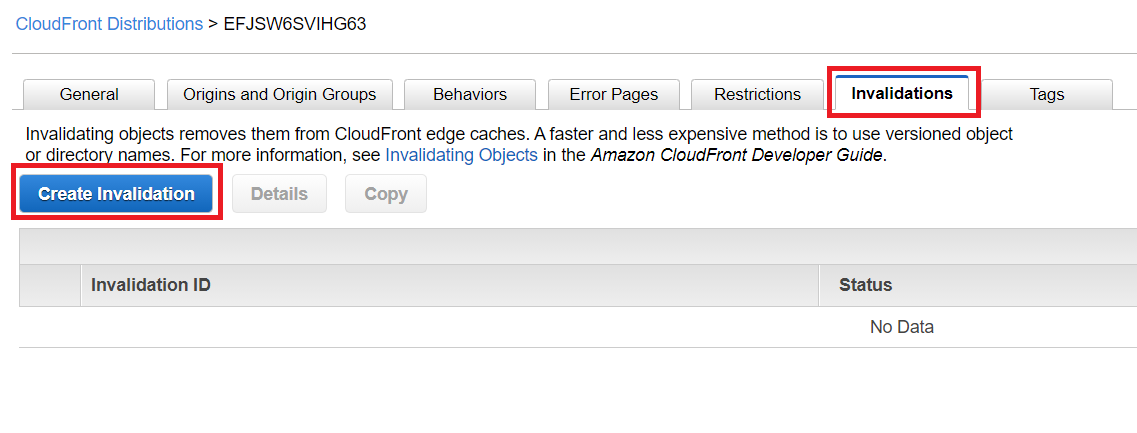 CloudFront Distributions > EFJSW6SVIHG63
General Origins and Origin Groups Behaviors Error Pages Restrictions Invalidations Tags
Invalidating objects removes them from CloudFront edge caches. A faster and less expensive method is to use versioned object
or directory names. For more information, see Invalidating Objects in the Amazon CloudFront Developer Guide.
Create Invalidation Details Copy
Invalidation ID Status
No Data